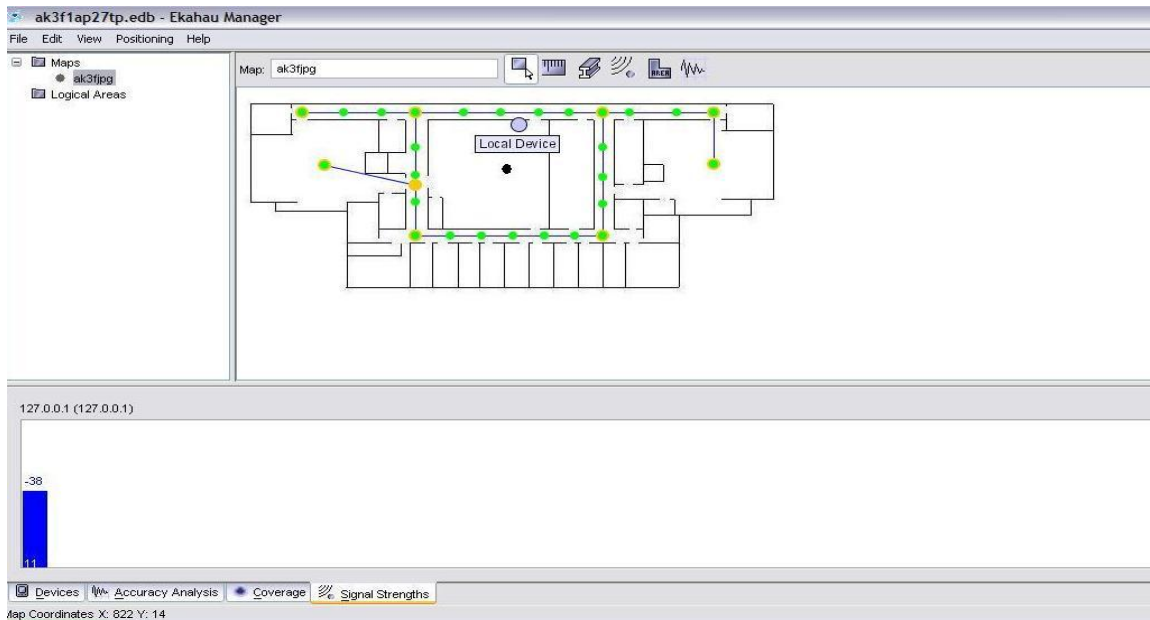 ak3f1ap27tp.edb - Ekahau Manager
File Edit View Positioning Help
Maps
ak3fjpg
Logical Areas
Map: ak3fjpg
Local Device
127.0.0.1 (127.0.0.1)
-38
11
Devices Accuracy Analysis Coverage Signal Strengths
Map Coordinates X: 822 Y: 14